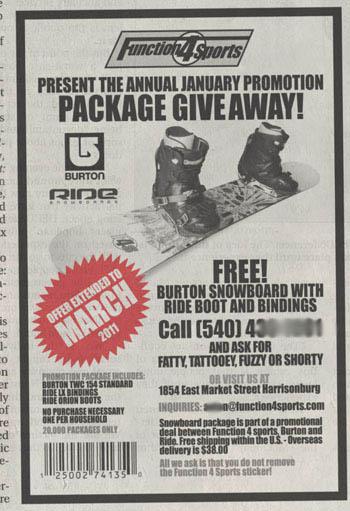 Function 4 Sports
PRESENT THE ANNUAL JANUARY PROMOTION
PACKAGE GIVEAWAY!
BURTON
RIDE
SNOWBOARDS
OFFER EXTENDED TO
MARCH
2011
FREE!
BURTON SNOWBOARD WITH
RIDE BOOT AND BINDINGS
Call (540) 4
AND ASK FOR
FATTY, TATTOOEY, FUZZY OR SHORTY
OR VISIT US AT
1854 East Market Street Harrisonburg
INQUIRIES: @function4sports.com
Snowboard package is part of a promotional
deal between Function 4 sports, Burton and
Ride. Free shipping within the U.S. - Overseas
delivery is $38.00
All we ask is that you do not remove
the Function 4 Sports sticker!
PROMOTION PACKAGE INCLUDES:
BURTON TWC 154 STANDARD
RIDE LX BINDINGS
RIDE ORION BOOTS
NO PURCHASE NECESSARY
ONE PER HOUSEHOLD
20,000 PACKAGES ONLY
1 25002 74135 0